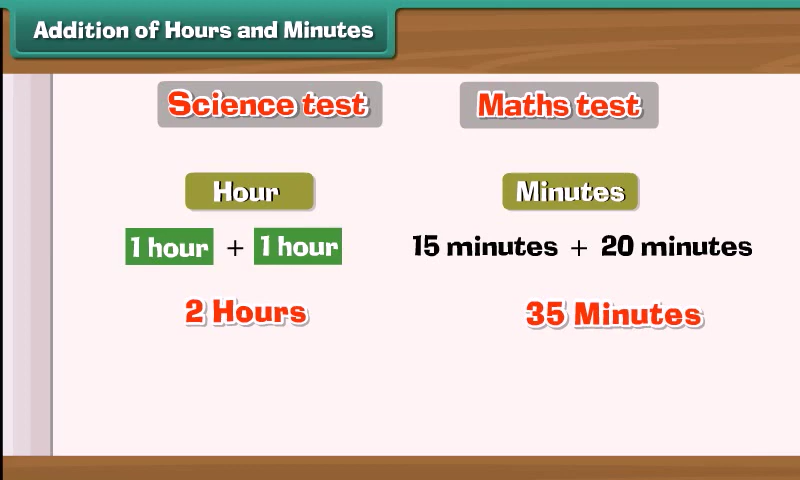 Addition of Hours and Minutes
Science test
Maths test
Hour
Minutes
1 hour + 1 hour
15 minutes + 20 minutes
2 Hours
35 Minutes